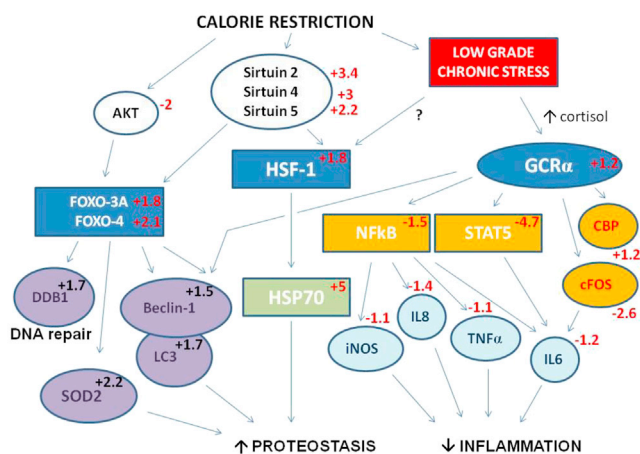 CALORIE RESTRICTION
Sirtuin 2 +3.4
Sirtuin 4 +3
Sirtuin 5 +2.2
LOW GRADE
CHRONIC STRESS
AKT -2
?
↑ cortisol
HSF-1 +1.8
GCRα +1.2
FOXO-3A +1.8
FOXO-4 +2.1
NFkB -1.5
STAT5 -4.7
CBP
+1.2
cFOS
-2.6
DDB1 +1.7
DNA repair
Beclin-1 +1.5
HSP70 +5
LC3 +1.7
iNOS -1.1
IL8 -1.4
TNFα -1.1
IL6 -1.2
SOD2 +2.2
↑ PROTEOSTASIS
↓ INFLAMMATION